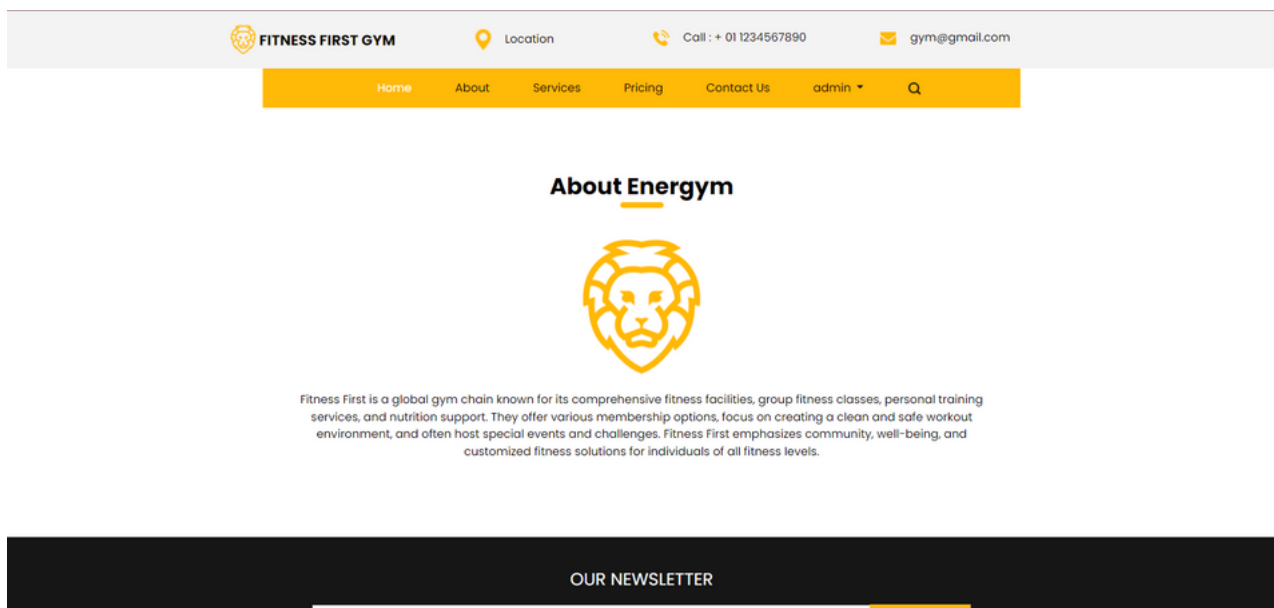 FITNESS FIRST GYM Location Call : + 01 1234567890 gym@gmail.com
Home About Services Pricing Contact Us admin
About Energym
Fitness First is a global gym chain known for its comprehensive fitness facilities, group fitness classes, personal training
services, and nutrition support. They offer various membership options, focus on creating a clean and safe workout
environment, and often host special events and challenges. Fitness First emphasizes community, well-being, and
customized fitness solutions for individuals of all fitness levels.
OUR NEWSLETTER